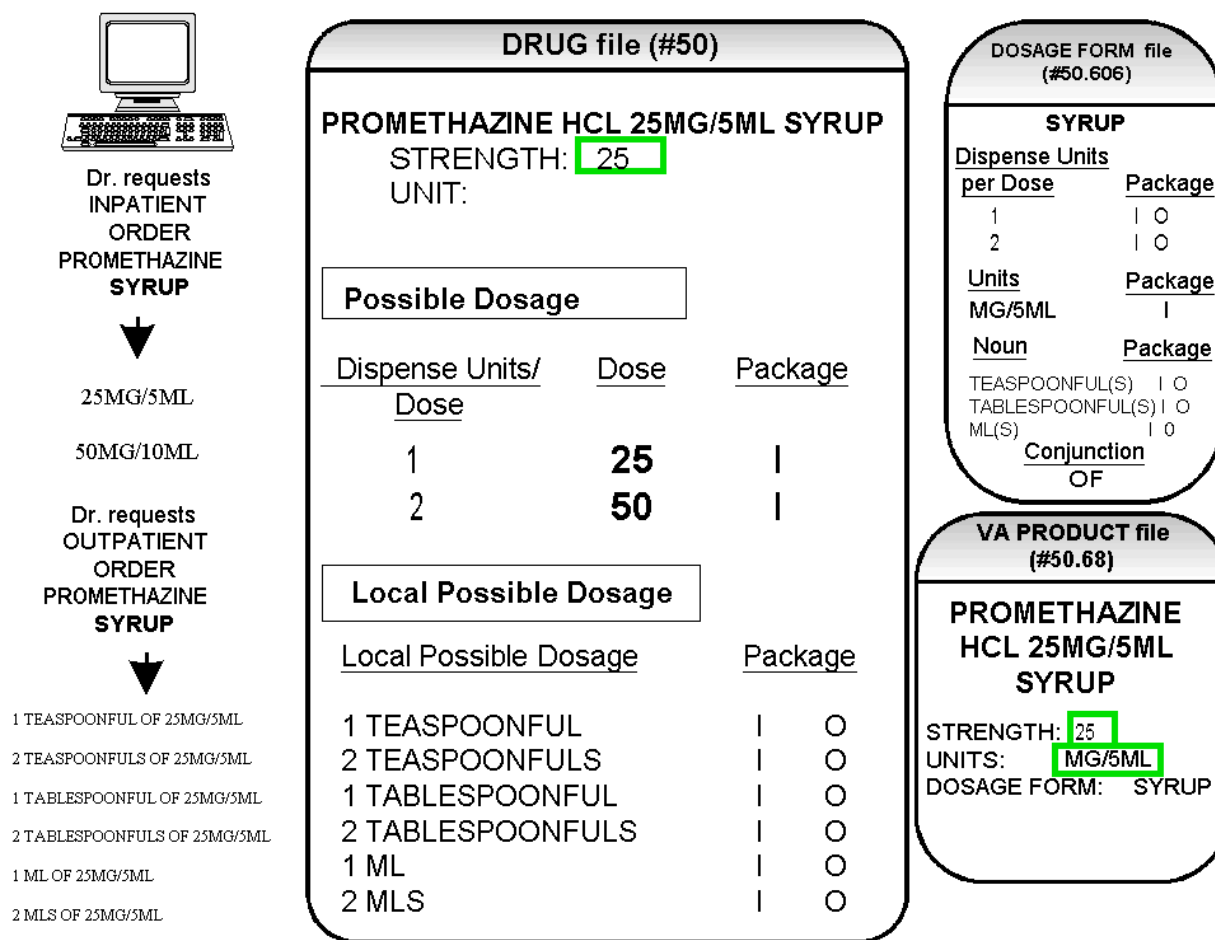 Dr. requests
INPATIENT
ORDER
PROMETHAZINE
SYRUP
25MG/5ML
50MG/10ML
Dr. requests
OUTPATIENT
ORDER
PROMETHAZINE
SYRUP
1 TEASPOONFUL OF 25MG/5ML
2 TEASPOONFULS OF 25MG/5ML
1 TABLESPOONFUL OF 25MG/5ML
2 TABLESPOONFULS OF 25MG/5ML
1 ML OF 25MG/5ML
2 MLS OF 25MG/5ML
DRUG file (#50)
PROMETHAZINE HCL 25MG/5ML SYRUP
STRENGTH: 25
UNIT:
Possible Dosage
Dispense Units/ Dose Package
Dose
1 25 I
2 50 I
Local Possible Dosage
Local Possible Dosage Package
1 TEASPOONFUL I O
2 TEASPOONFULS I O
1 TABLESPOONFUL I O
2 TABLESPOONFULS I O
1 ML I O
2 MLS I O
DOSAGE FORM file
(#50.606)
SYRUP
Dispense Units
per Dose Package
1 I O
2 I O
Units Package
MG/5ML I
Noun Package
TEASPOONFUL(S) I O
TABLESPOONFUL(S) I O
ML(S) I 0
Conjunction
OF
VA PRODUCT file
(#50.68)
PROMETHAZINE
HCL 25MG/5ML
SYRUP
STRENGTH: 25
UNITS: MG/5ML
DOSAGE FORM: SYRUP